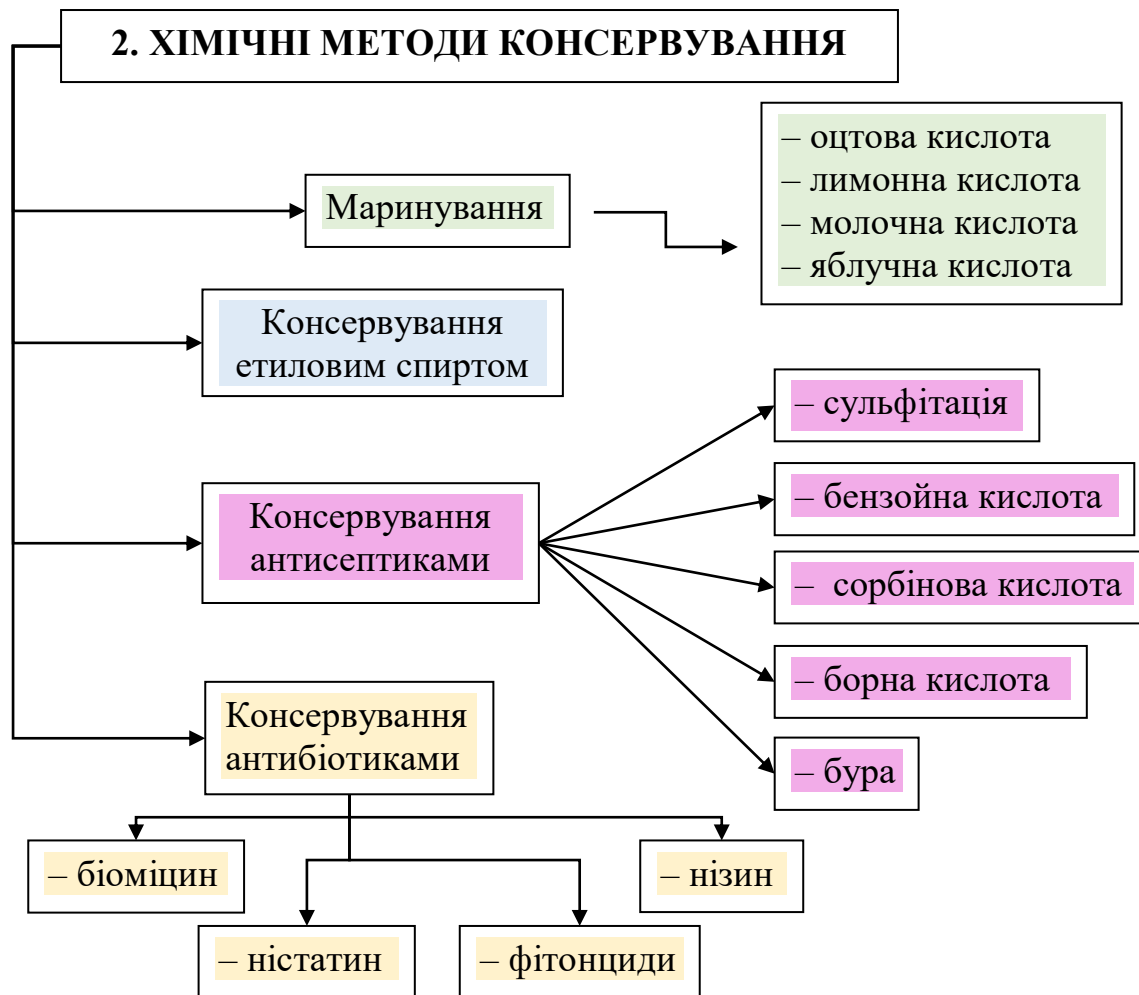 2. ХІМІЧНІ МЕТОДИ КОНСЕРВУВАННЯ
Маринування
– оцтова кислота
– лимонна кислота
– молочна кислота
– яблучна кислота
Консервування
етиловим спиртом
Консервування
антисептиками
– сульфітація
– бензойна кислота
– сорбінова кислота
– борна кислота
– бура
Консервування
антибіотиками
– біоміцин
– ністатин
– фітонциди
– нізин